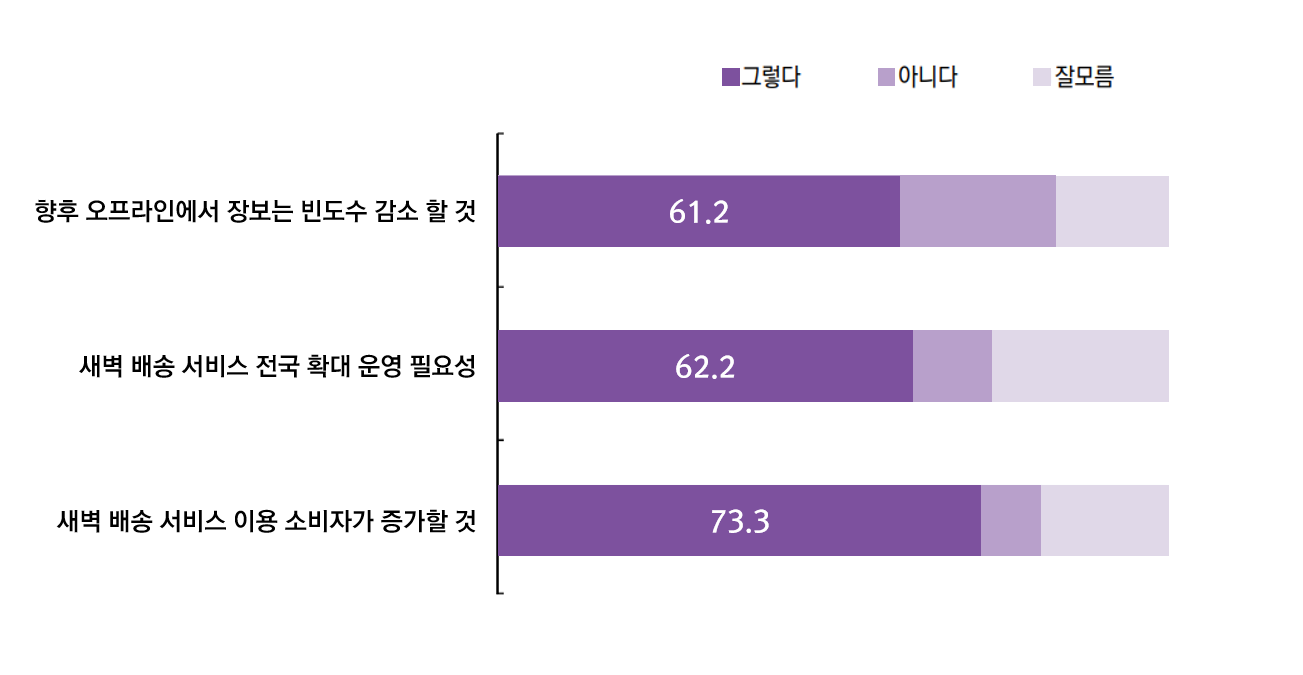 그렇다 아니다 잘모름
향후 오프라인에서 장보는 빈도수 감소 할 것 61.2
새벽 배송 서비스 전국 확대 운영 필요성 62.2
새벽 배송 서비스 이용 소비자가 증가할 것 73.3